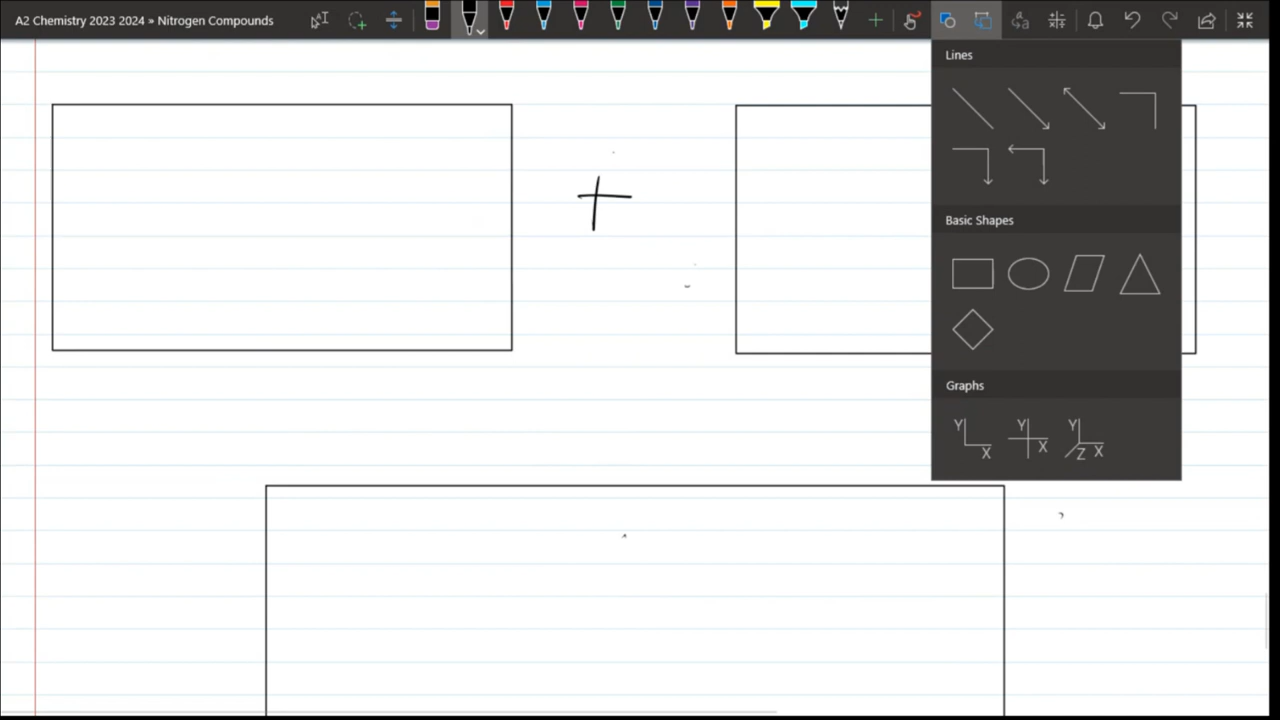 A2 Chemistry 2023 2024 » Nitrogen Compounds
Lines
+
Basic Shapes
Graphs
Y X Y X Y Z X